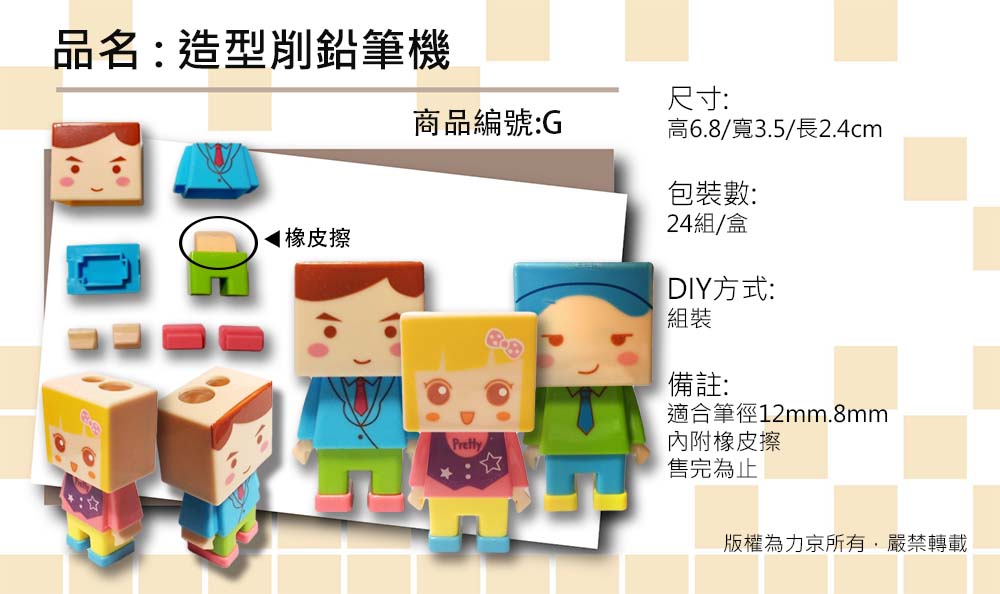 品名 : 造型削鉛筆機
商品編號:G
◀橡皮擦
Pretty
Pretty
尺寸:
高6.8/寬3.5/長2.4cm
包裝數:
24組/盒
DIY方式:
組裝
備註:
適合筆徑12mm.8mm
內附橡皮擦
售完為止
版權為力京所有，嚴禁轉載